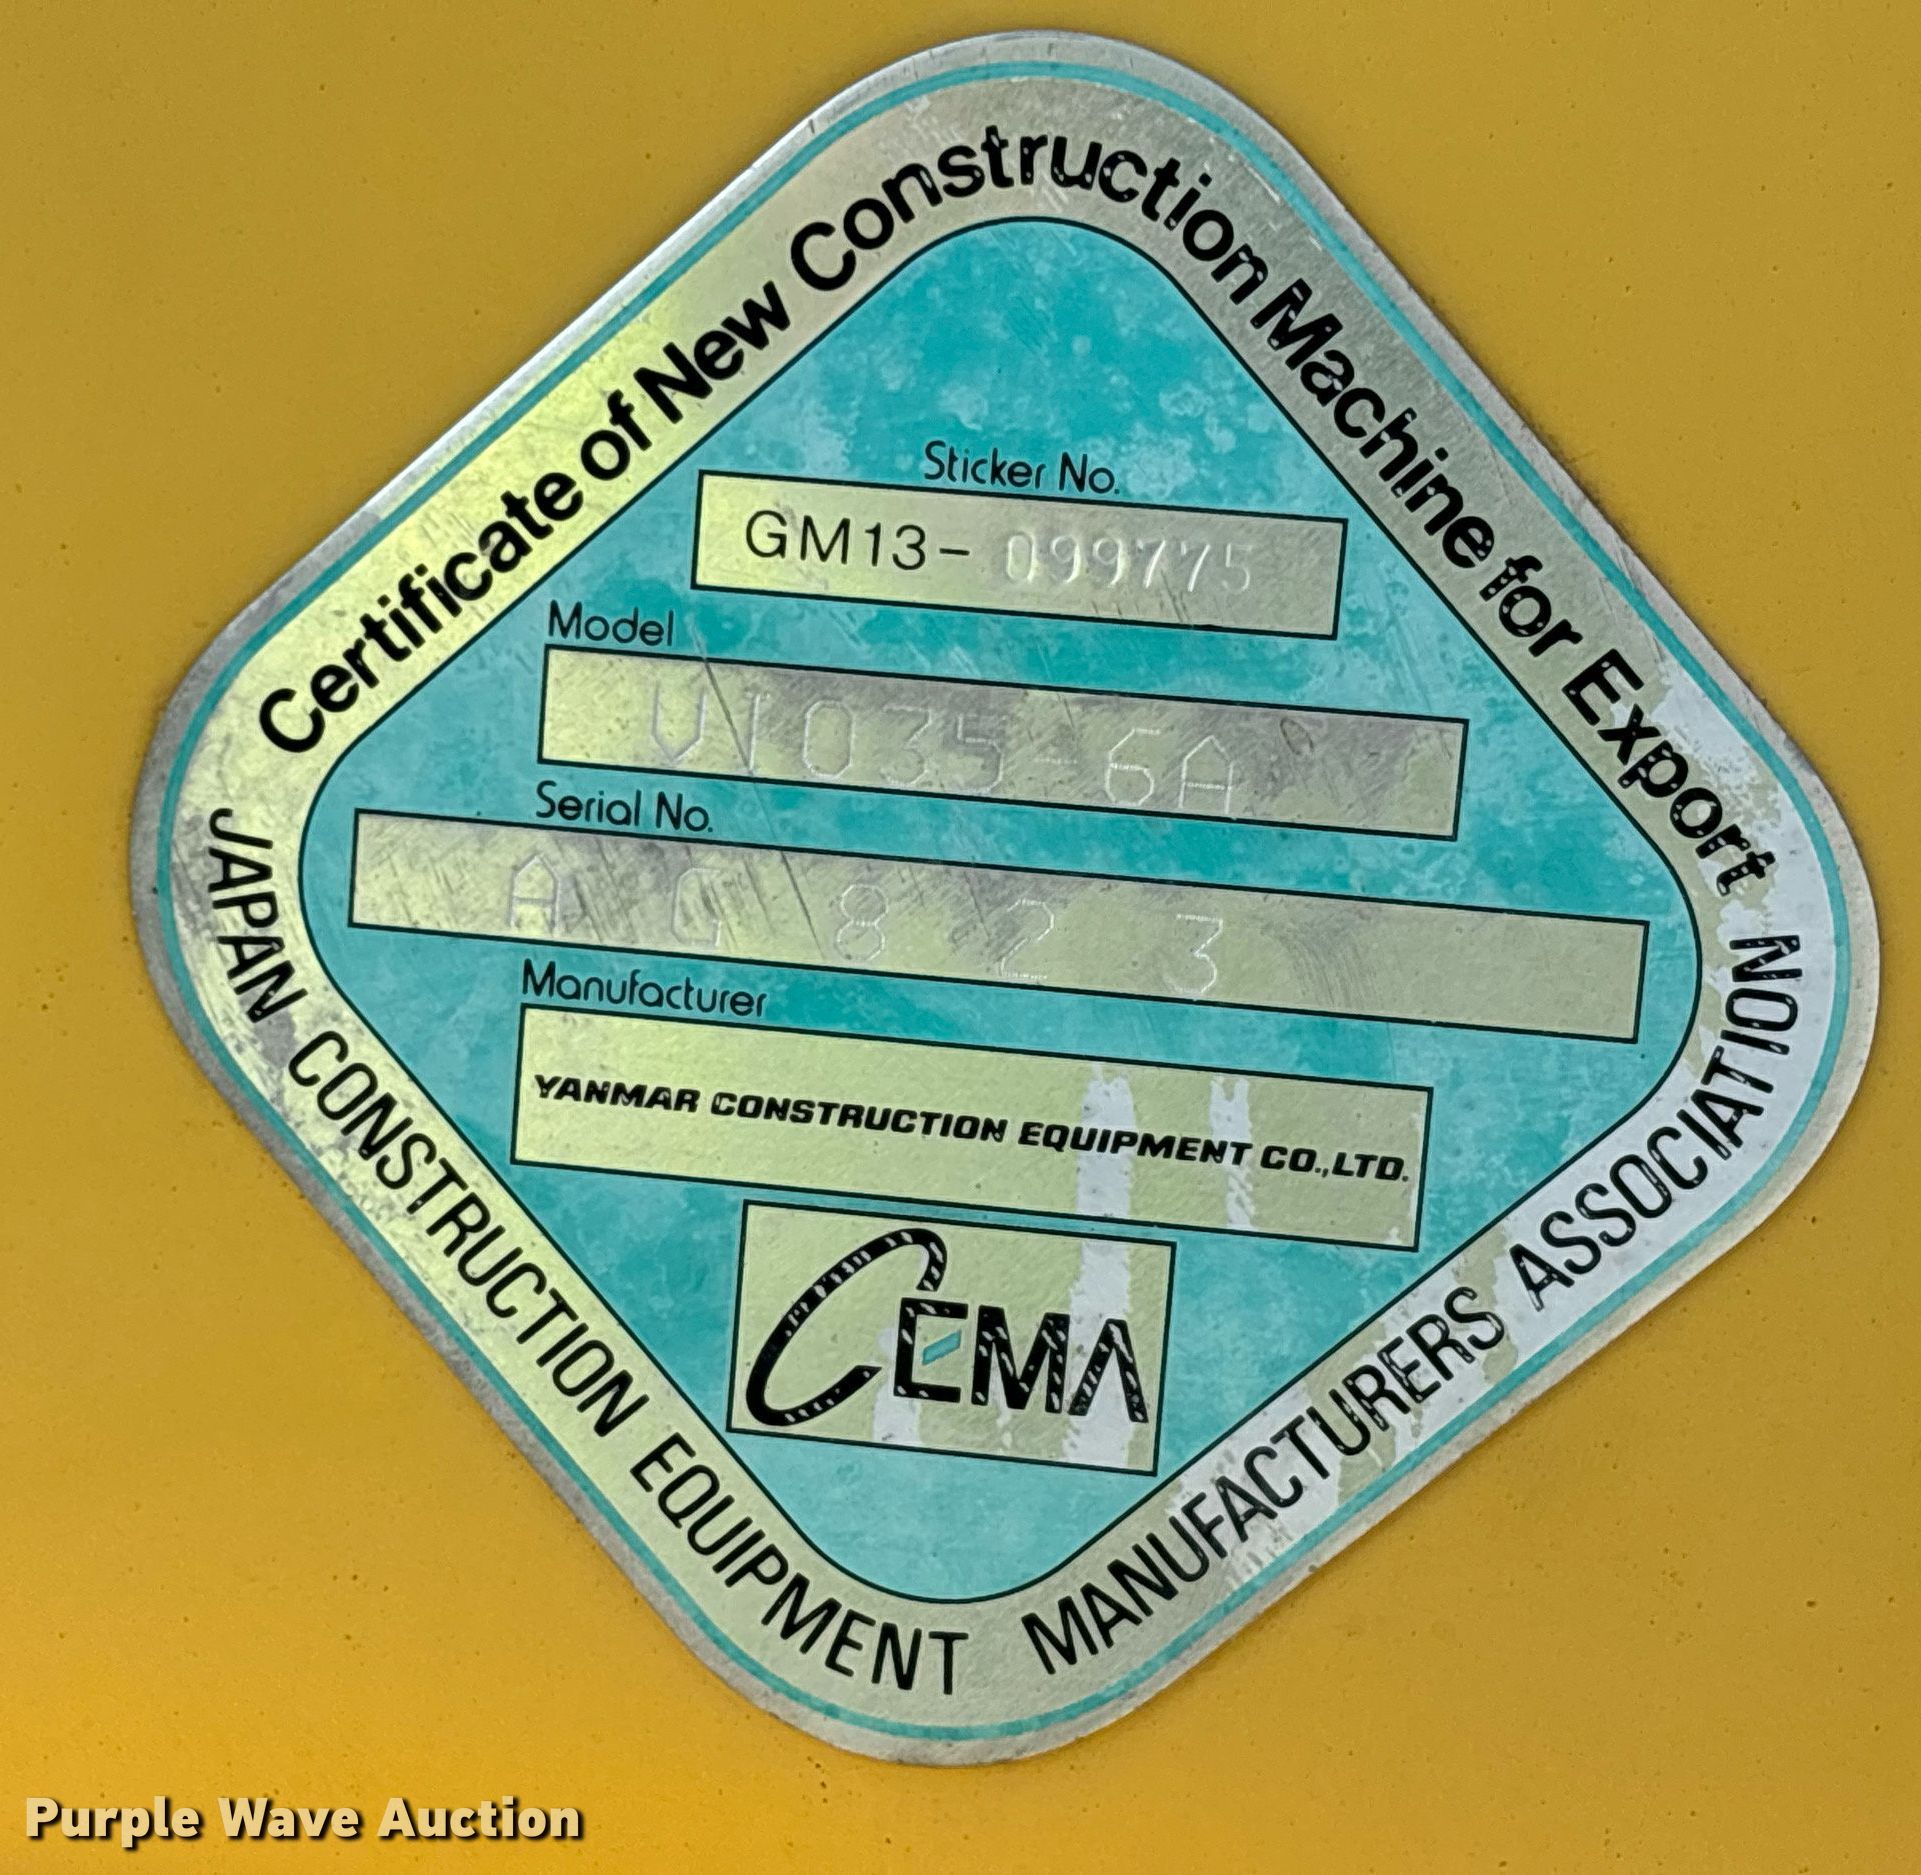 Certificate of New Construction Machine for Export
Sticker No.
GM13-099775
Model
VIO35-6A
Serial No.
AG823
Manufacturer
YANMAR CONSTRUCTION EQUIPMENT CO.,LTD.
CEMA
JAPAN CONSTRUCTION EQUIPMENT MANUFACTURERS ASSOCIATION
Purple Wave Auction